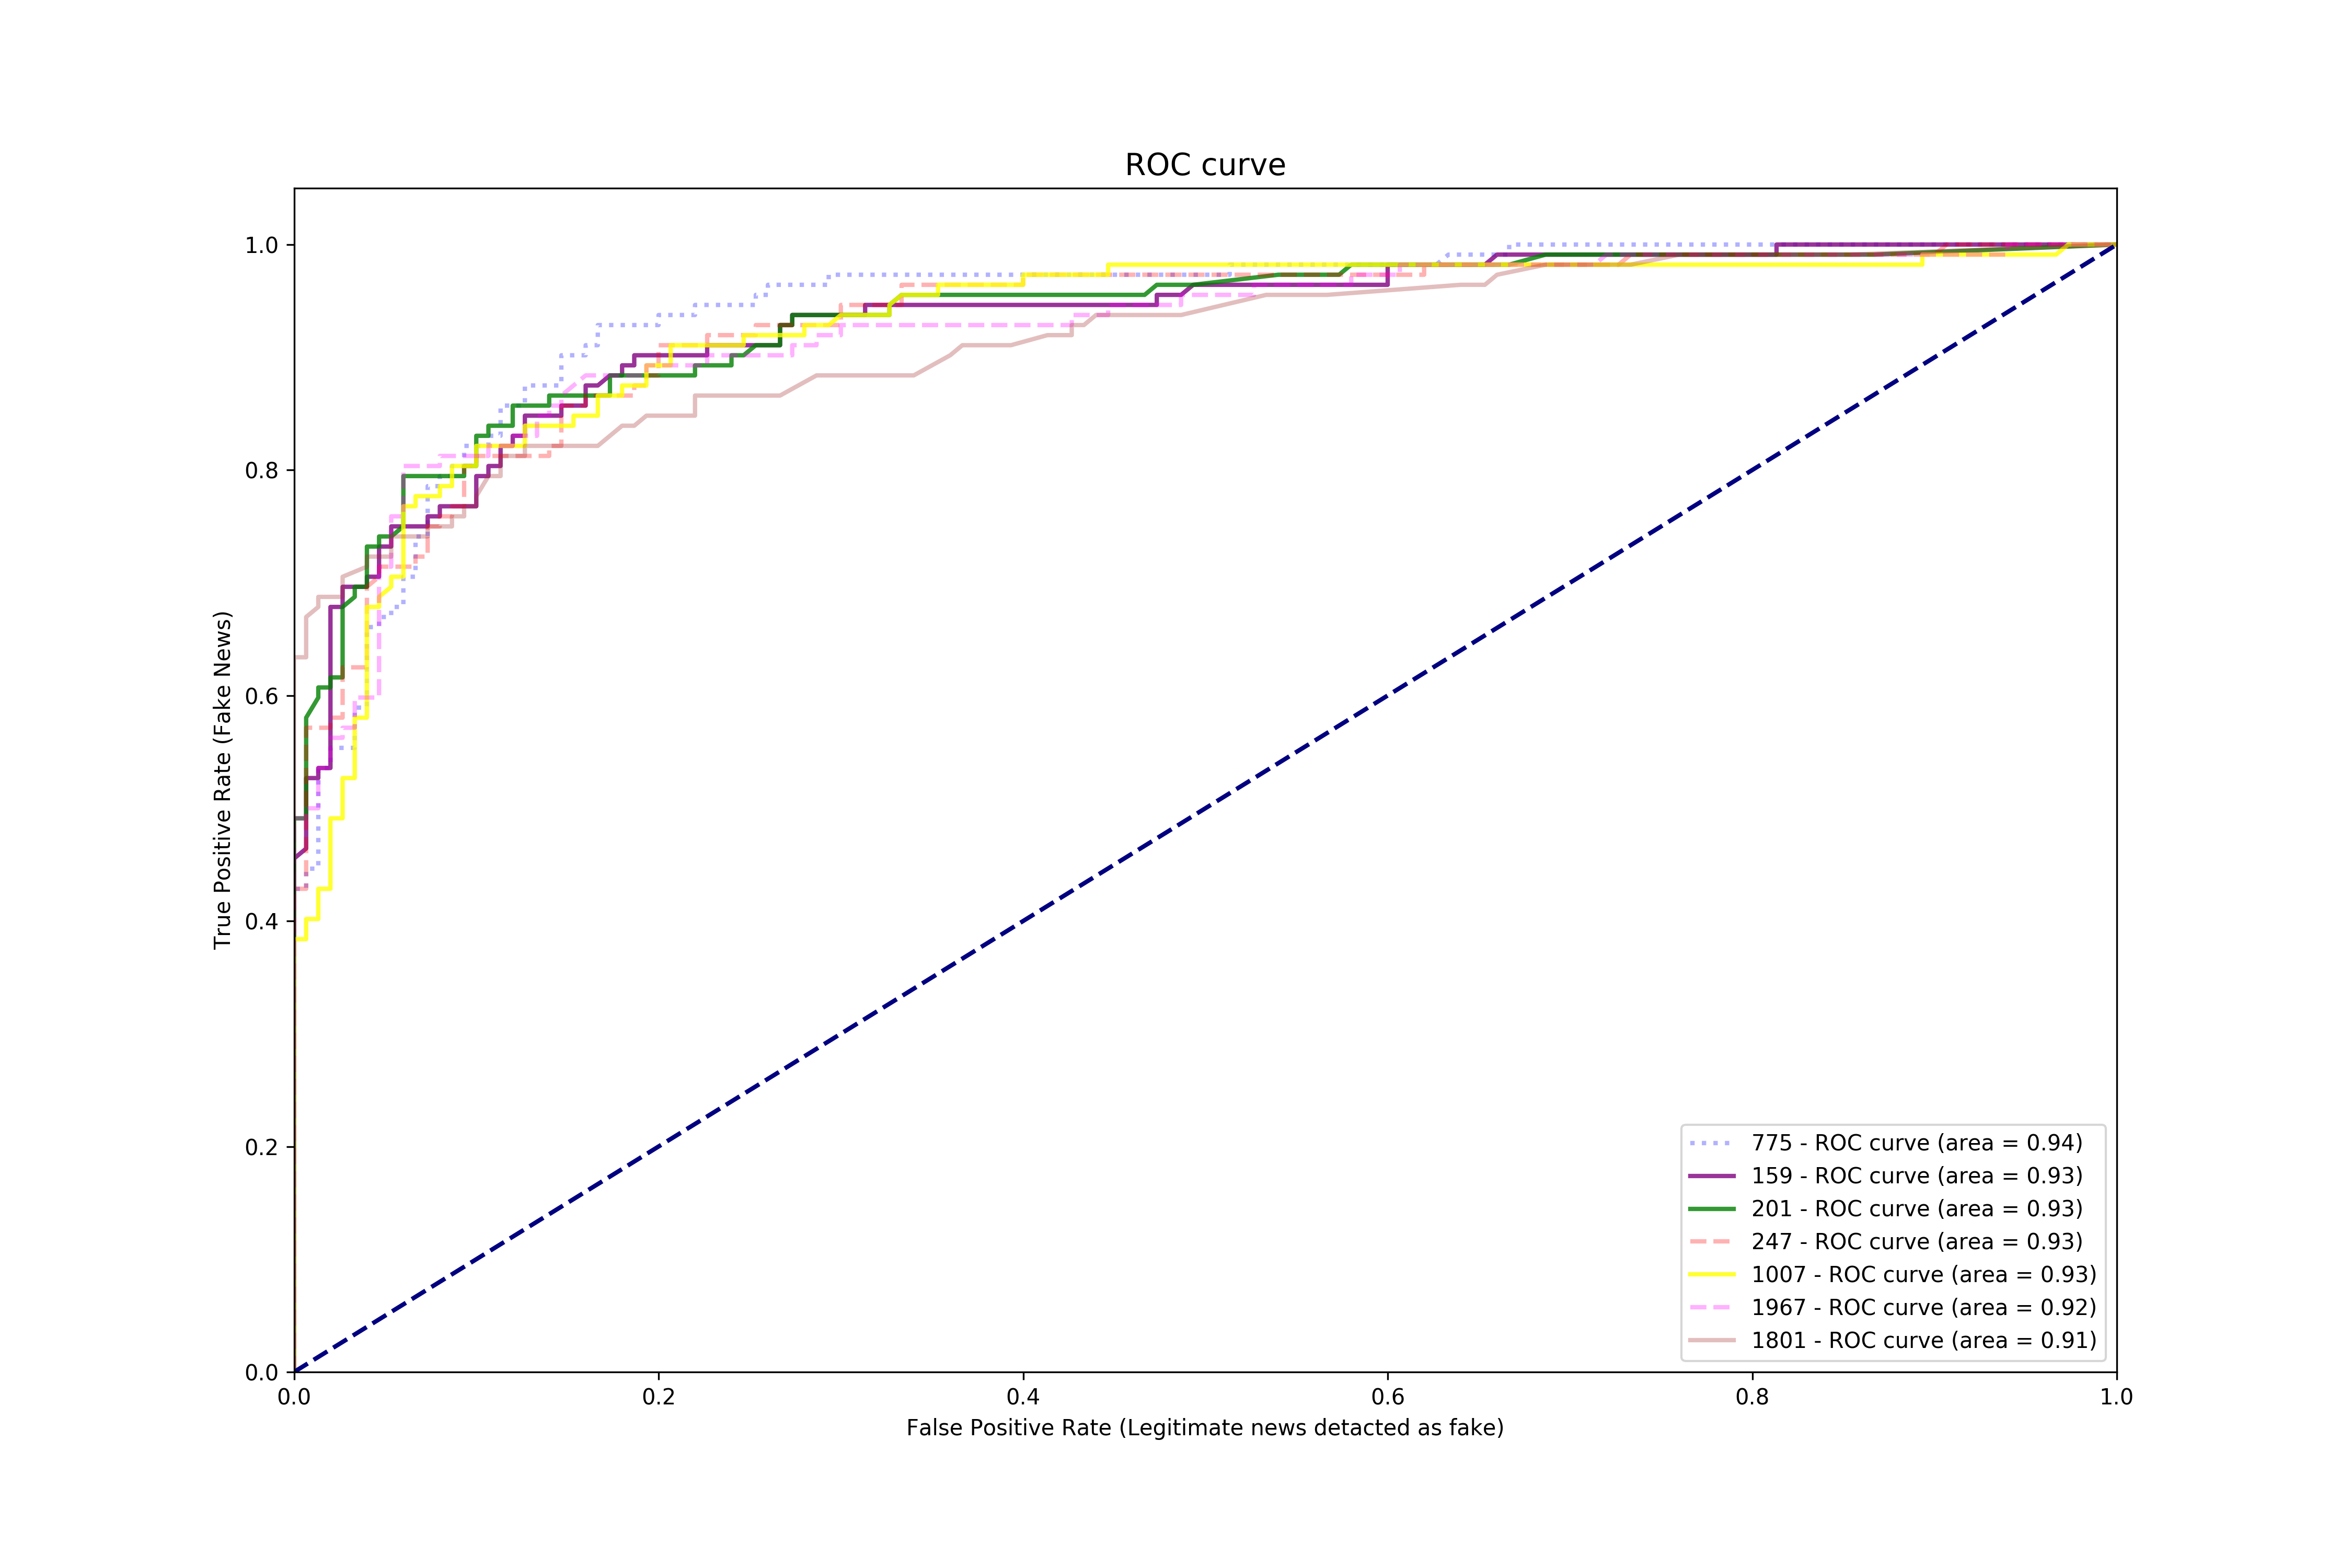 ROC curve
1.0
0.8
0.6
0.4
0.2
0.0
True Positive Rate (Fake News)
0.0 0.2 0.4 0.6 0.8 1.0
False Positive Rate (Legitimate news detacted as fake)
775 - ROC curve (area = 0.94)
159 - ROC curve (area = 0.93)
201 - ROC curve (area = 0.93)
247 - ROC curve (area = 0.93)
1007 - ROC curve (area = 0.93)
1967 - ROC curve (area = 0.92)
1801 - ROC curve (area = 0.91)